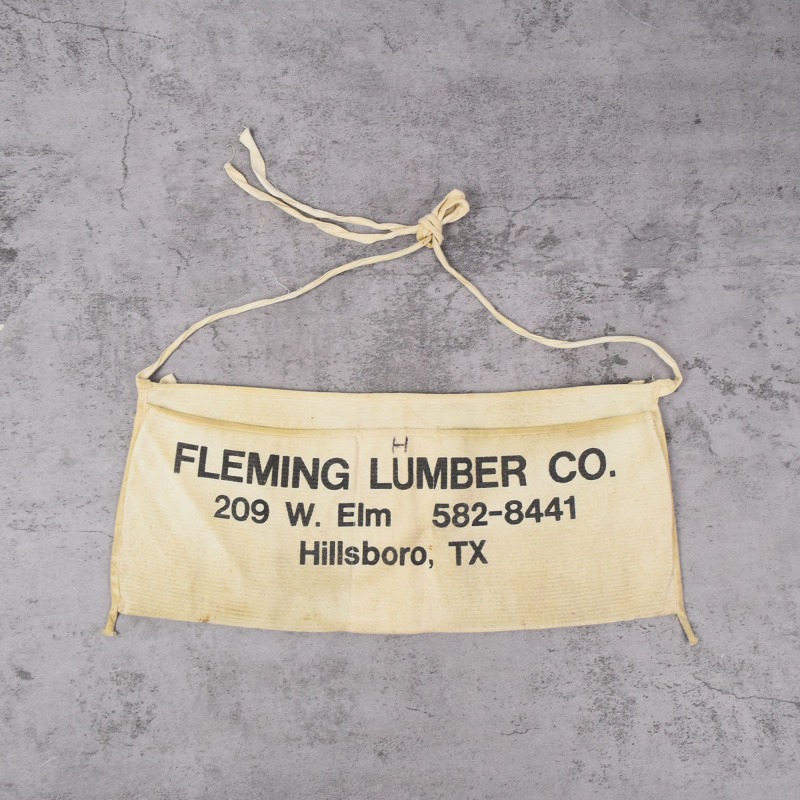 H
FLEMING LUMBER CO.
209 W. Elm 582-8441
Hillsboro, TX